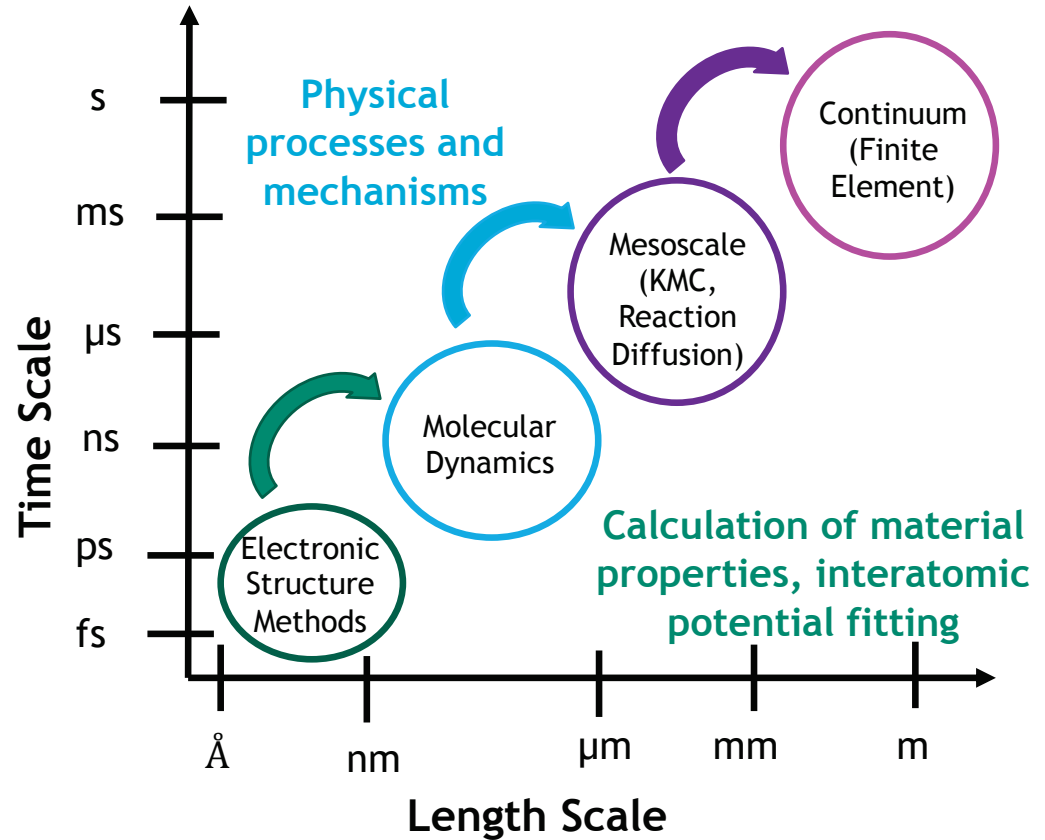 s
ms
µs
ns
ps
fs
Time Scale
Physical
processes and
mechanisms
Continuum
(Finite
Element)
Mesoscale
(KMC,
Reaction
Diffusion)
Molecular
Dynamics
Electronic
Structure
Methods
Calculation of material
properties, interatomic
potential fitting
Å
nm
µm
mm
m
Length Scale